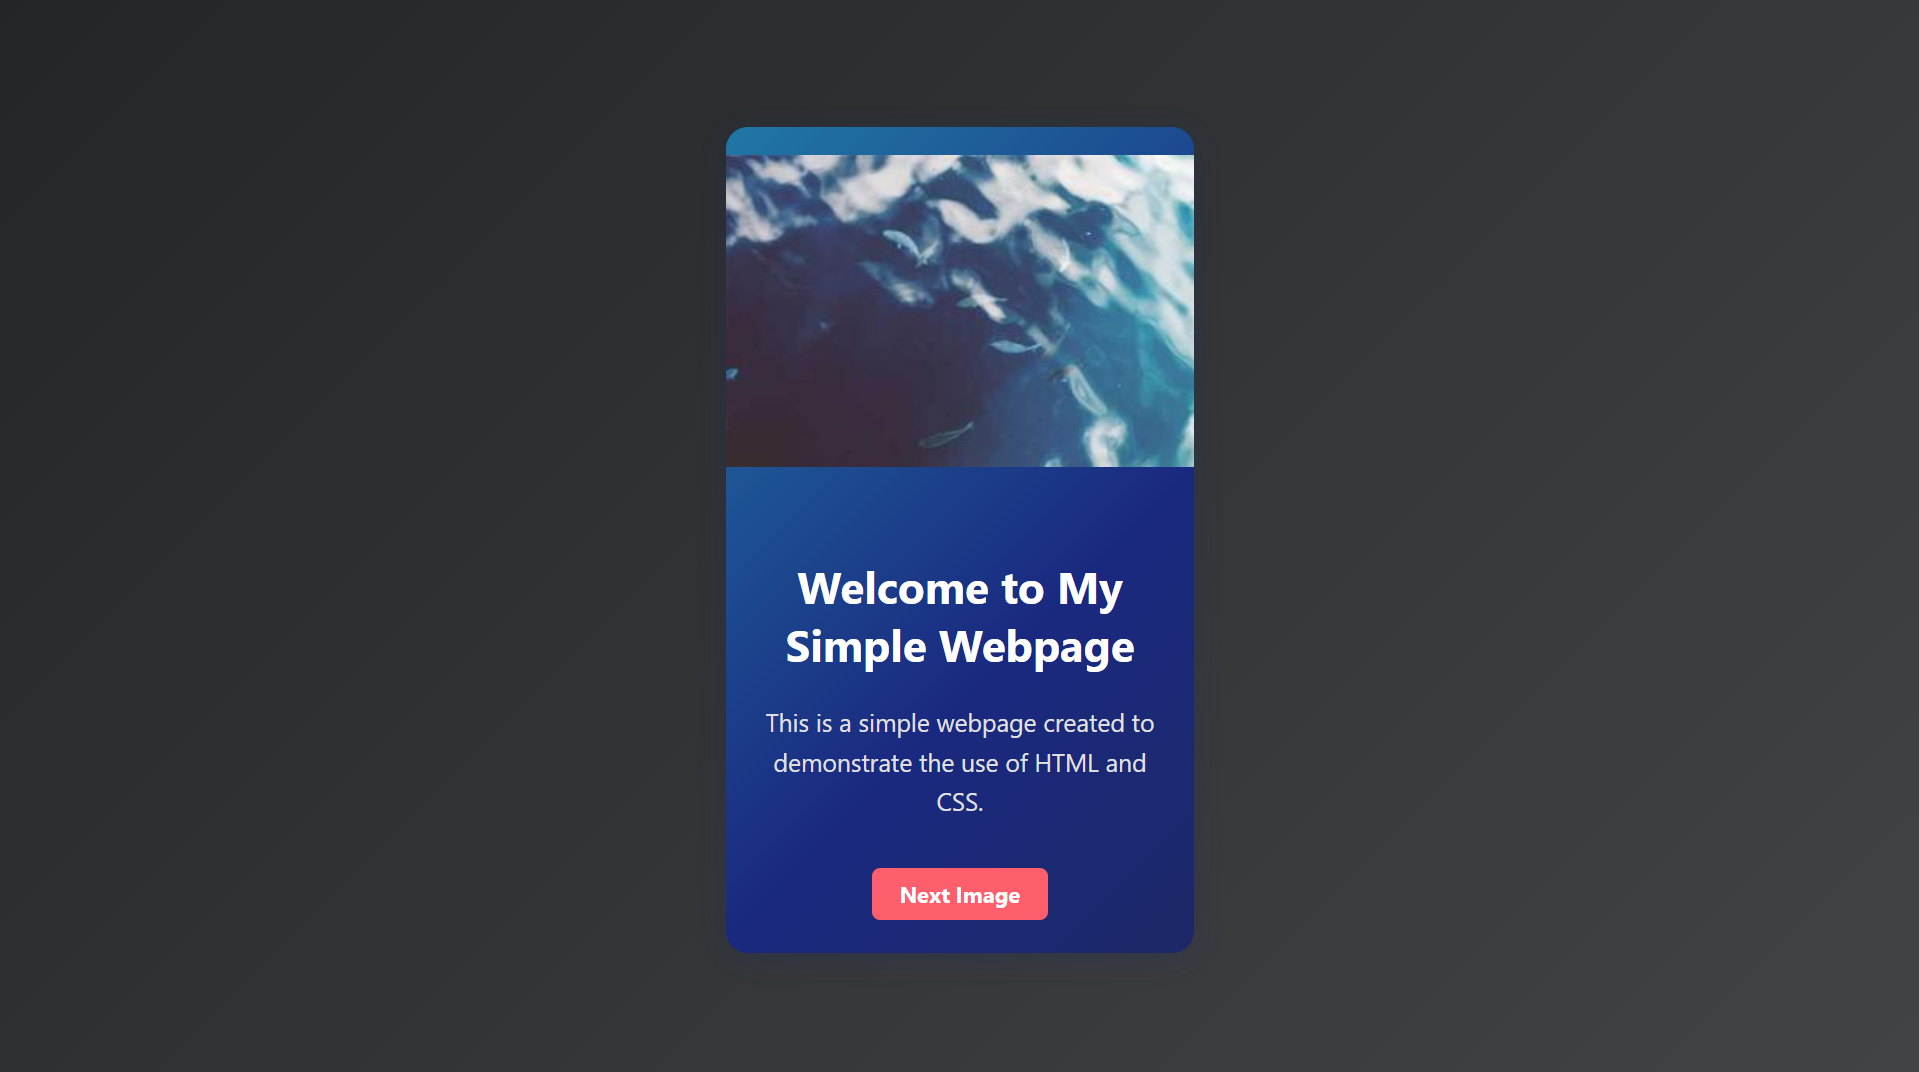 Welcome to My
Simple Webpage
This is a simple webpage created to
demonstrate the use of HTML and
CSS.
Next Image